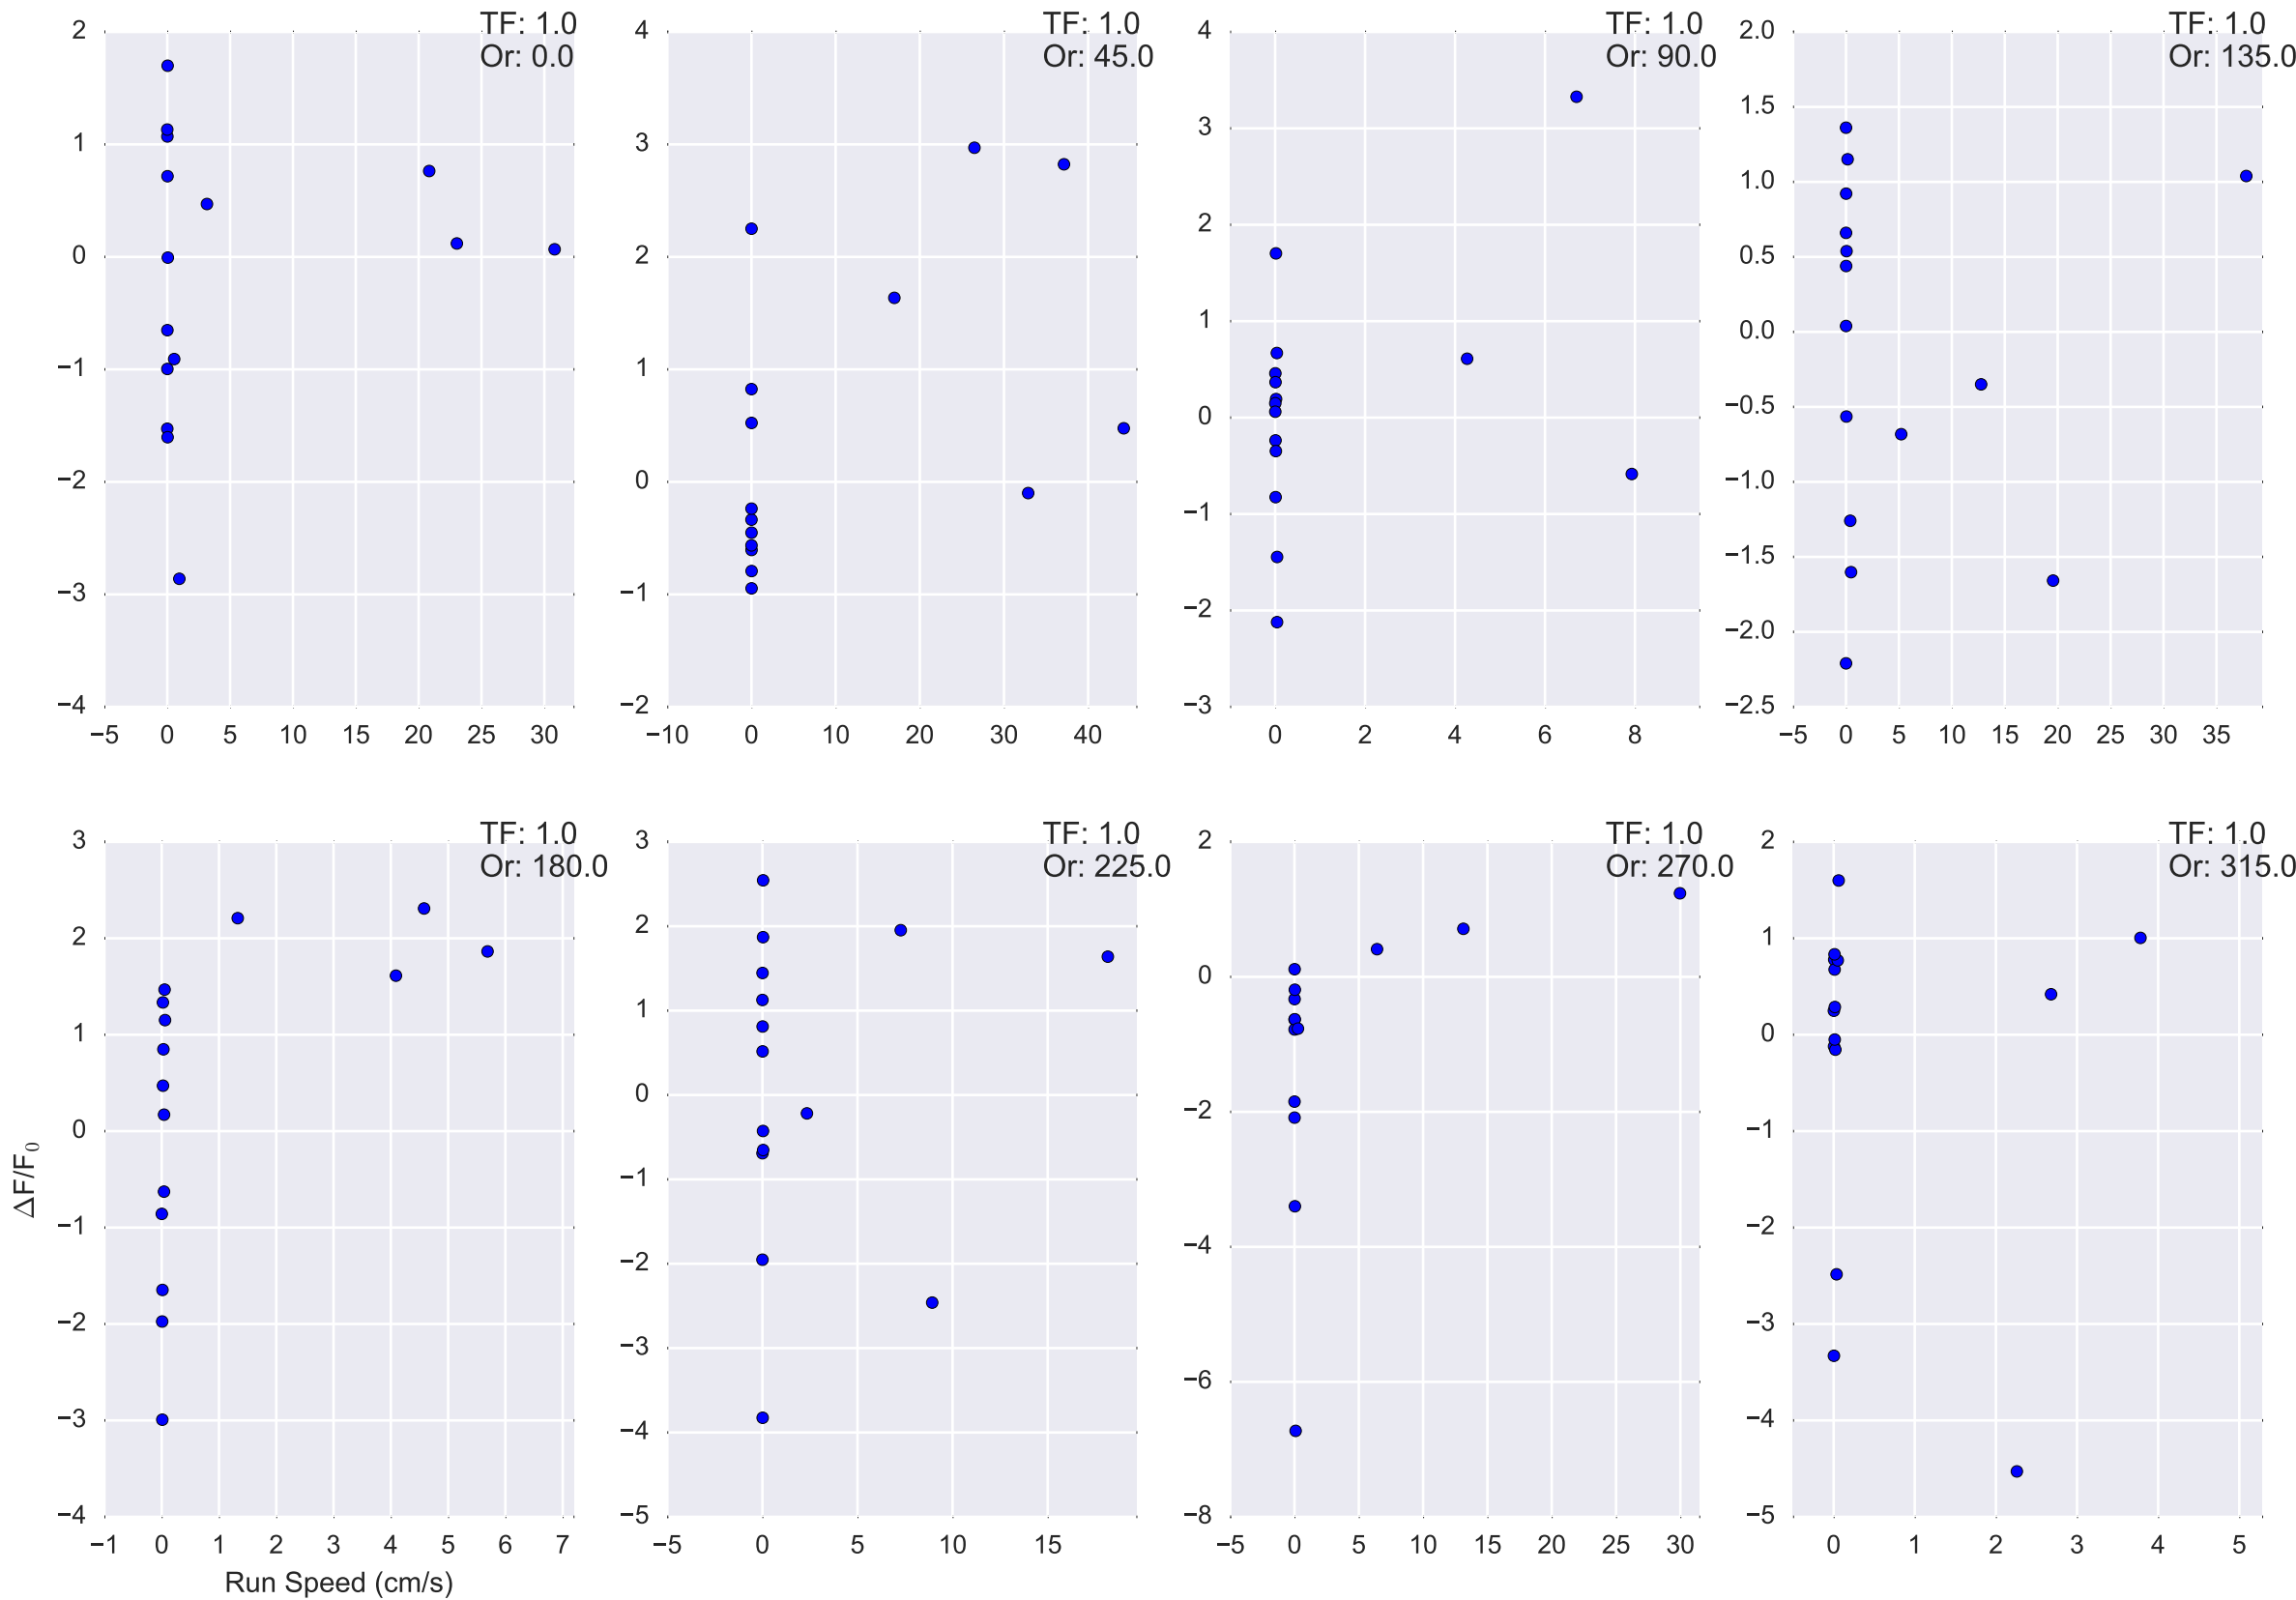 TF: 1.0
Or: 0.0
2
1
0
−1
−2
−3
−4
−5 0 5 10 15 20 25 30
TF: 1.0
Or: 45.0
4
3
2
1
0
−1
−2
−10 0 10 20 30 40
TF: 1.0
Or: 90.0
4
3
2
1
0
−1
−2
−3
0 2 4 6 8
TF: 1.0
Or: 135.0
2.0
1.5
1.0
0.5
0.0
−0.5
−1.0
−1.5
−2.0
−2.5
−5 0 5 10 15 20 25 30 35
TF: 1.0
Or: 180.0
3
2
1
0
−1
−2
−3
−4
ΔF/F₀
−1 0 1 2 3 4 5 6 7
Run Speed (cm/s)
TF: 1.0
Or: 225.0
3
2
1
0
−1
−2
−3
−4
−5
−5 0 5 10 15
TF: 1.0
Or: 270.0
2
0
−2
−4
−6
−8
−5 0 5 10 15 20 25 30
TF: 1.0
Or: 315.0
2
1
0
−1
−2
−3
−4
−5
0 1 2 3 4 5